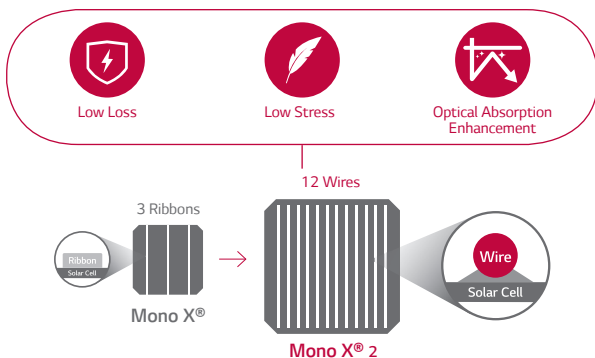 Low Loss
Low Stress
Optical Absorption
Enhancement
12 Wires
3 Ribbons
Ribbon
Solar Cell
Wire
Solar Cell
Mono X®
Mono X® 2